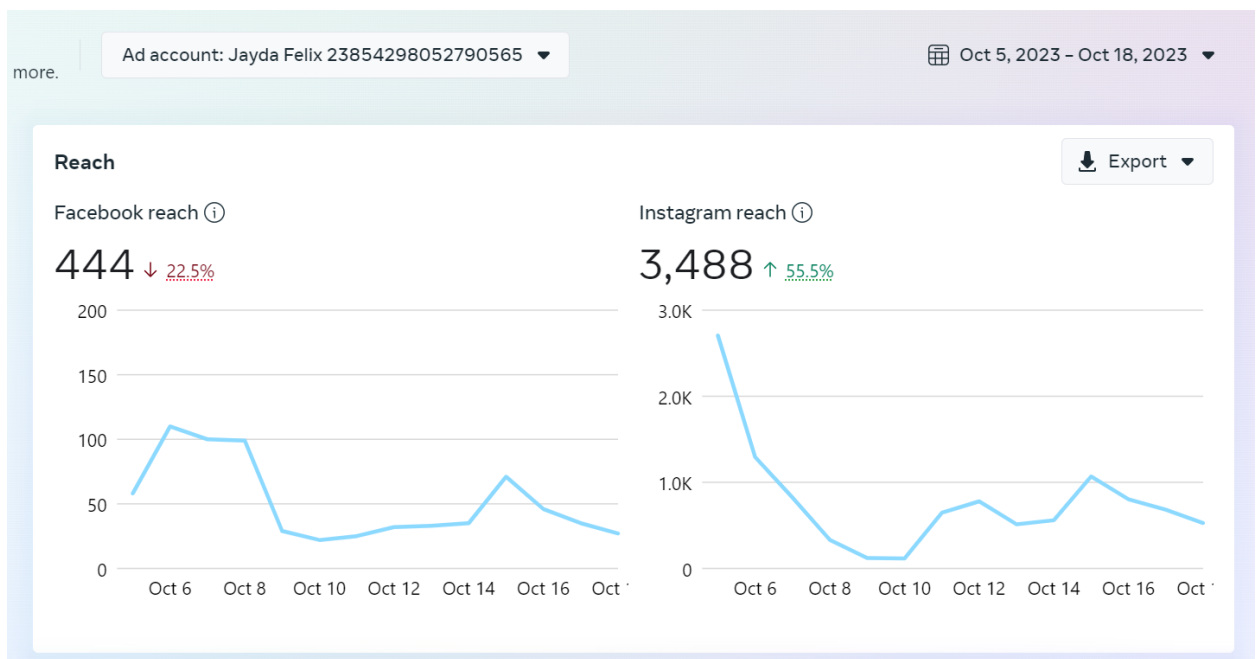 more.
Ad account: Jayda Felix 23854298052790565
Oct 5, 2023 – Oct 18, 2023
Reach
Export
Facebook reach
444 ↓ 22.5%
200
150
100
50
0
Oct 6 Oct 8 Oct 10 Oct 12 Oct 14 Oct 16 Oct
Instagram reach
3,488 ↑ 55.5%
3.0K
2.0K
1.0K
0
Oct 6 Oct 8 Oct 10 Oct 12 Oct 14 Oct 16 Oct